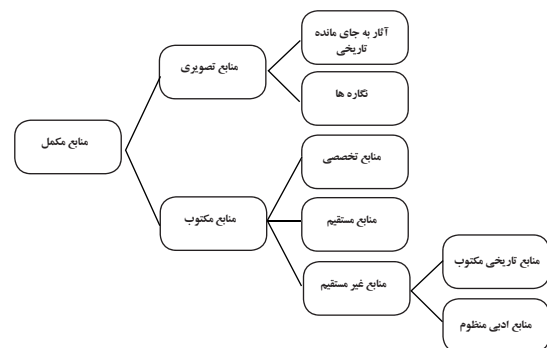 آثار به جای مانده
تاریخی
منابع تصویری
نگاره ها
منابع مکمل
منابع تخصصی
منابع مکتوب
منابع مستقیم
منابع تاریخی مکتوب
منابع غیر مستقیم
منابع ادبی منظوم